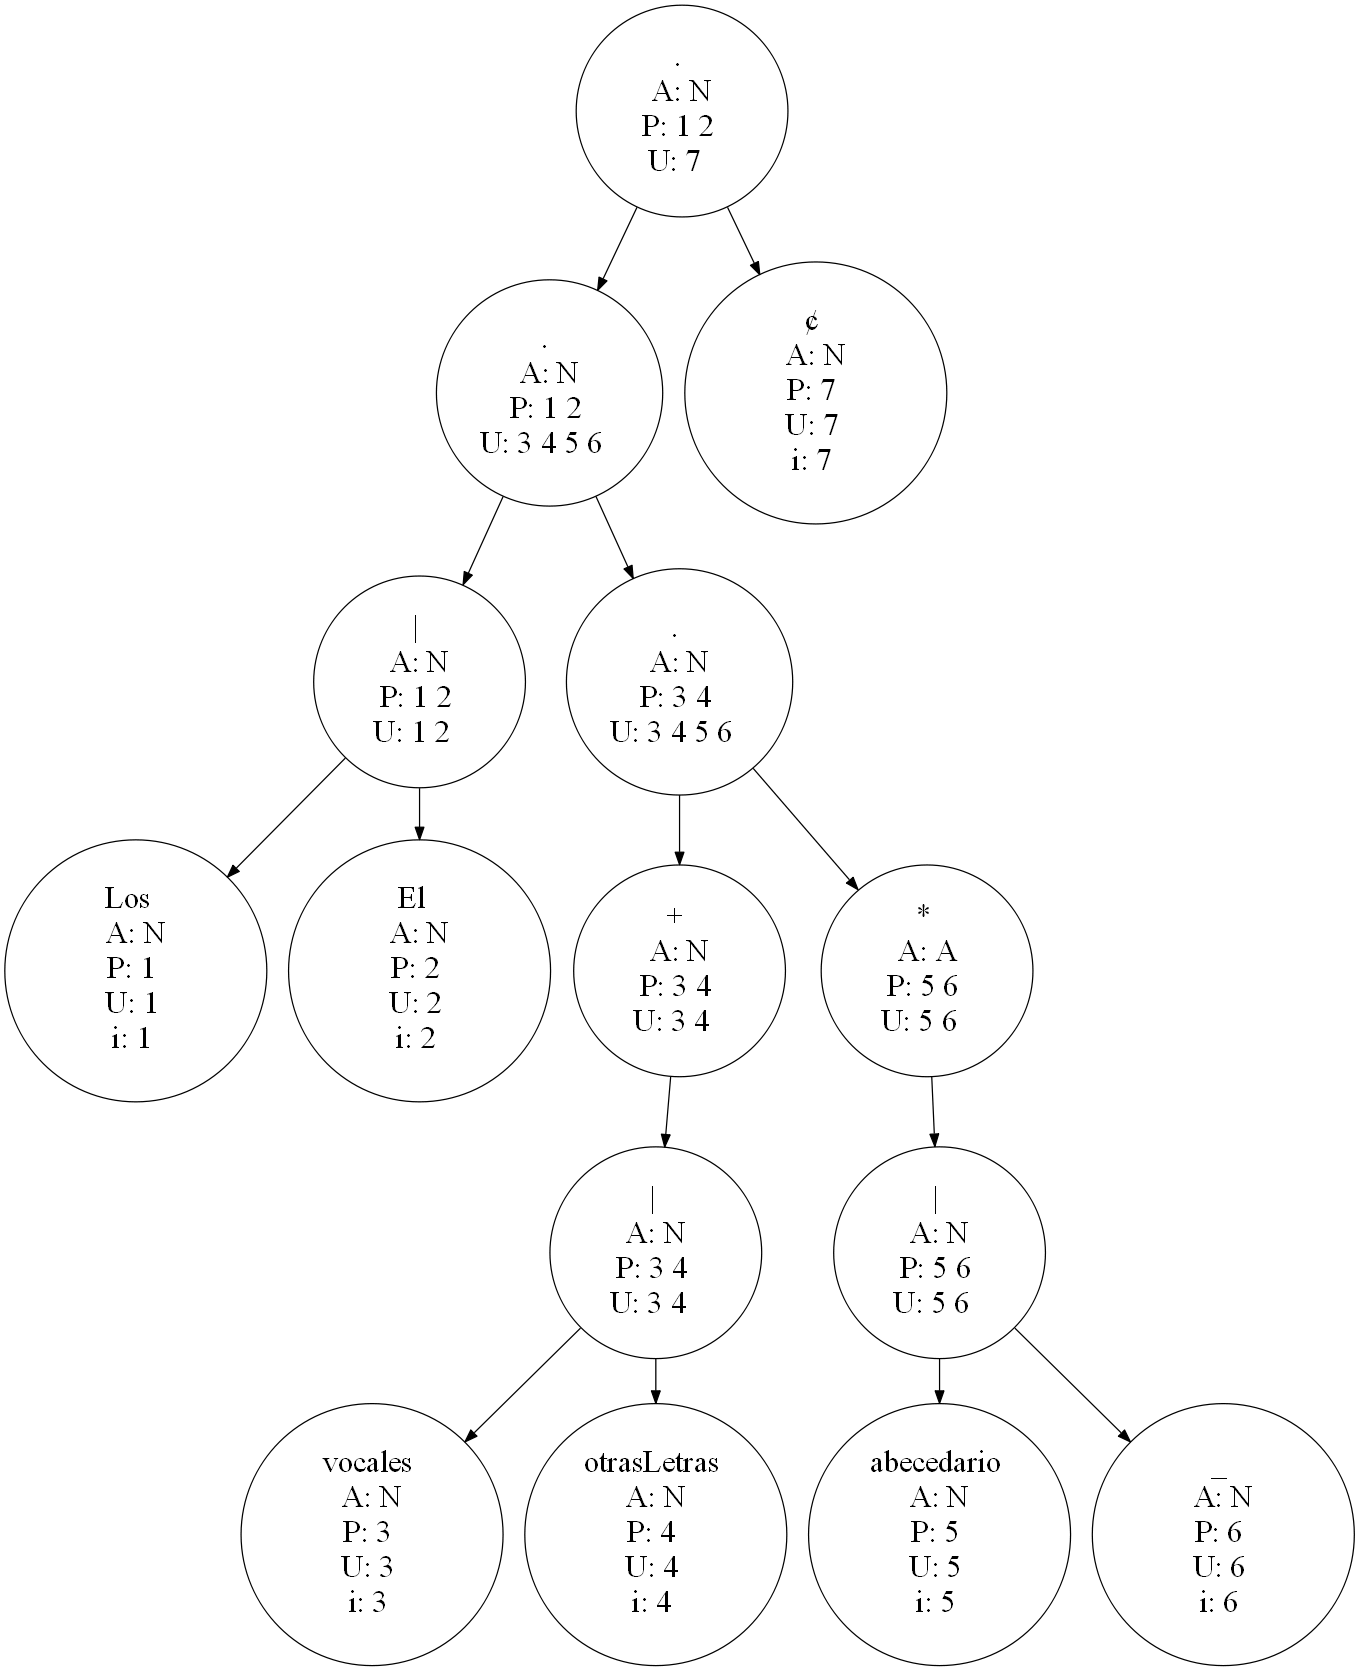 .
A: N
P: 1 2
U: 7
.
A: N
P: 1 2
U: 3 4 5 6
¢
A: N
P: 7
U: 7
i: 7
|
A: N
P: 1 2
U: 1 2
.
A: N
P: 3 4
U: 3 4 5 6
Los
A: N
P: 1
U: 1
i: 1
El
A: N
P: 2
U: 2
i: 2
+
A: N
P: 3 4
U: 3 4
*
A: A
P: 5 6
U: 5 6
|
A: N
P: 3 4
U: 3 4
|
A: N
P: 5 6
U: 5 6
vocales
A: N
P: 3
U: 3
i: 3
otrasLetras
A: N
P: 4
U: 4
i: 4
abecedario
A: N
P: 5
U: 5
i: 5
_
A: N
P: 6
U: 6
i: 6